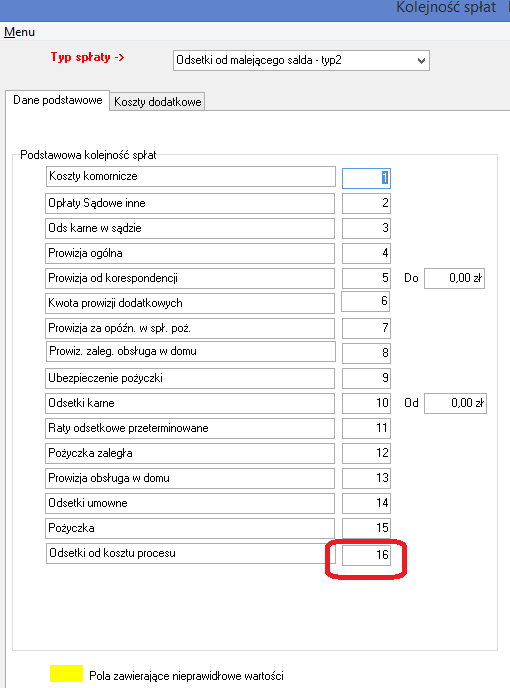 Kolejność spłat
Menu
Typ spłaty -> Odsetki od malejącego salda - typ2
Dane podstawowe Koszty dodatkowe
Podstawowa kolejność spłat
Koszty komornicze 1
Opłaty Sądowe inne 2
Ods karne w sądzie 3
Prowizja ogólna 4
Prowizja od korespondencji 5 Do 0,00 zł
Kwota prowizji dodatkowych 6
Prowizja za opóźn. w spł. poż. 7
Prowiz. zaleg. obsługa w domu 8
Ubezpieczenie pożyczki 9
Odsetki karne 10 Od 0,00 zł
Raty odsetkowe przeterminowane 11
Pożyczka zaległa 12
Prowizja obsługa w domu 13
Odsetki umowne 14
Pożyczka 15
Odsetki od kosztu procesu 16
Pola zawierające nieprawidłowe wartości